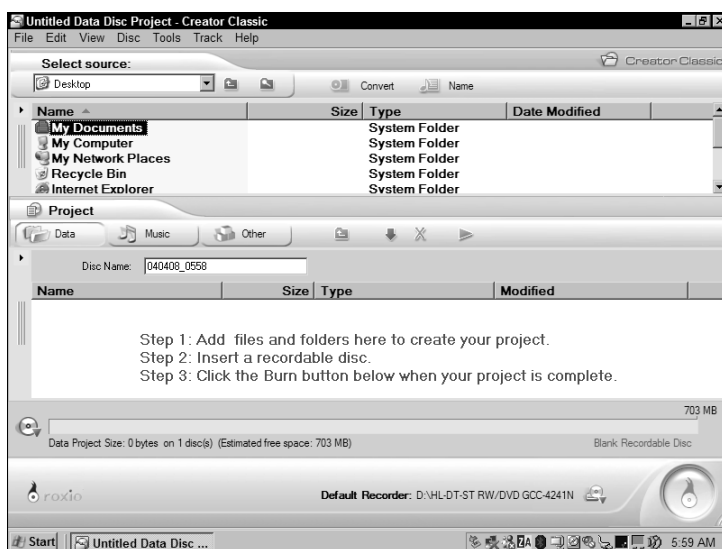 Untitled Data Disc Project - Creator Classic
File Edit View Disc Tools Track Help
Select source:
Creator Classic
Desktop
Convert
Name
Name Size Type Date Modified
My Documents System Folder
My Computer System Folder
My Network Places System Folder
Recycle Bin System Folder
Internet Explorer System Folder
Project
Data Music Other
Disc Name: 040408_0558
Name Size Type Modified
Step 1: Add files and folders here to create your project.
Step 2: Insert a recordable disc.
Step 3: Click the Burn button below when your project is complete.
703 MB
Data Project Size: 0 bytes on 1 disc(s) (Estimated free space: 703 MB) Blank Recordable Disc
roxio
Default Recorder: D:\HL-DT-ST RW/DVD GCC-4241N
Start Untitled Data Disc ... 5:59 AM